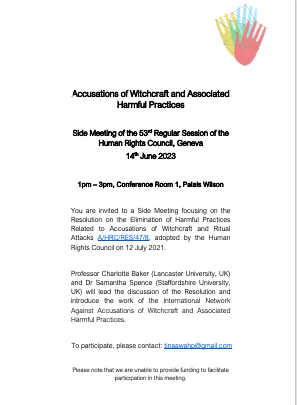 Accusations of Witchcraft and Associated
Harmful Practices
Side Meeting of the 53rd Regular Session of the
Human Rights Council, Geneva
14th June 2023
1pm – 3pm, Conference Room 1, Palais Wilson
You are invited to a Side Meeting focusing on the
Resolution on the Elimination of Harmful Practices
Related to Accusations of Witchcraft and Ritual
Attacks A/HRC/RES/47/8, adopted by the Human
Rights Council on 12 July 2021.
Professor Charlotte Baker (Lancaster University, UK)
and Dr Samantha Spence (Staffordshire University,
UK) will lead the discussion of the Resolution and
introduce the work of the International Network
Against Accusations of Witchcraft and Associated
Harmful Practices.
To participate, please contact: tinaawahp@gmail.com
Please note that we are unable to provide funding to facilitate
participation in this meeting.